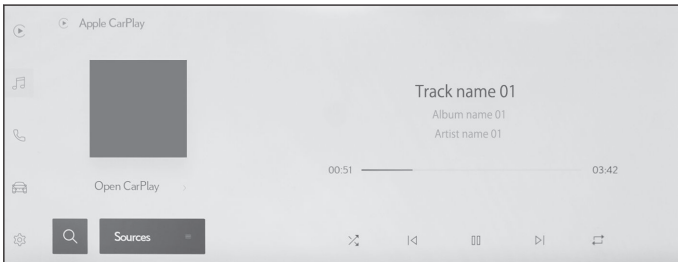 Apple CarPlay
Track name 01
Album name 01
Artist name 01
00:51
03:42
Open CarPlay
Sources